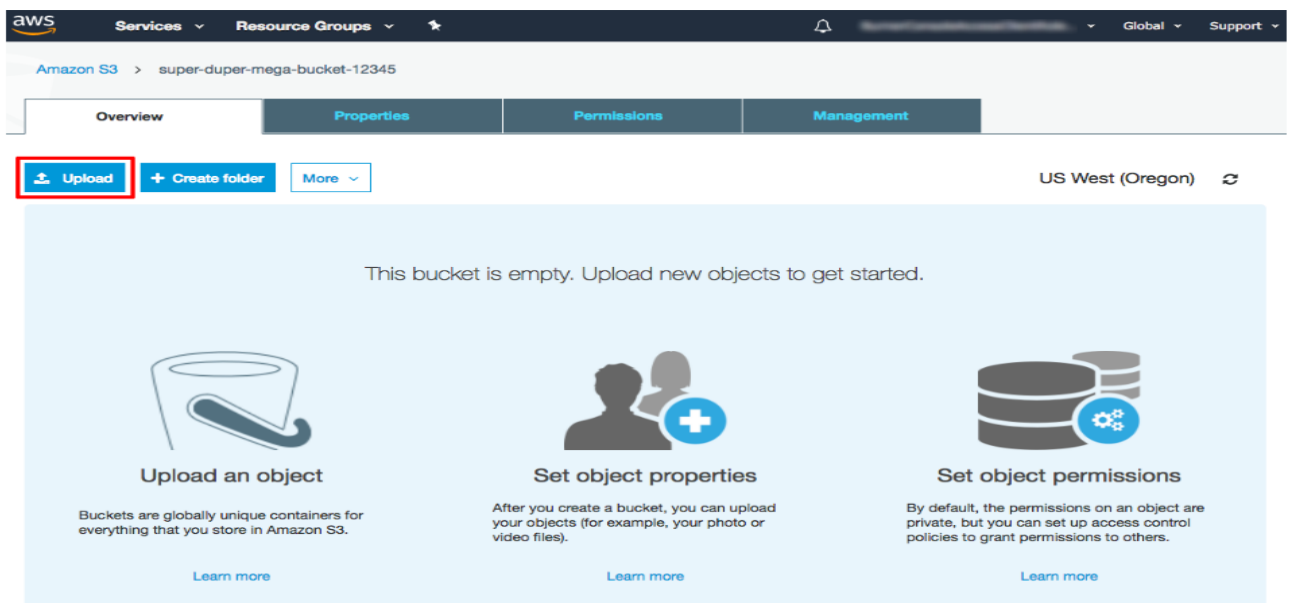 aws Services Resource Groups Global Support
Amazon S3 > super-duper-mega-bucket-12345
Overview Properties Permissions Management
Upload + Create folder More US West (Oregon)
This bucket is empty. Upload new objects to get started.
Upload an object
Buckets are globally unique containers for
everything that you store in Amazon S3.
Learn more
Set object properties
After you create a bucket, you can upload
your objects (for example, your photo or
video files).
Learn more
Set object permissions
By default, the permissions on an object are
private, but you can set up access control
policies to grant permissions to others.
Learn more